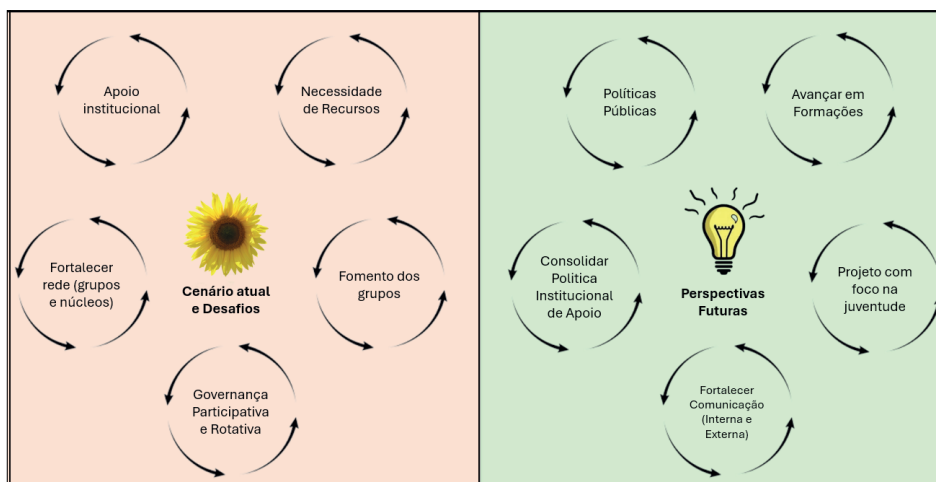 Apoio
institucional
Necessidade
de Recursos
Fortalecer
rede (grupos
e núcleos)
Cenário atual
e Desafios
Fomento dos
grupos
Governança
Participativa
e Rotativa
Políticas
Públicas
Avançar em
Formações
Consolidar
Politica
Institucional
de Apoio
Perspectivas
Futuras
Projeto com
foco na
juventude
Fortalecer
Comunicação
(Interna e
Externa)